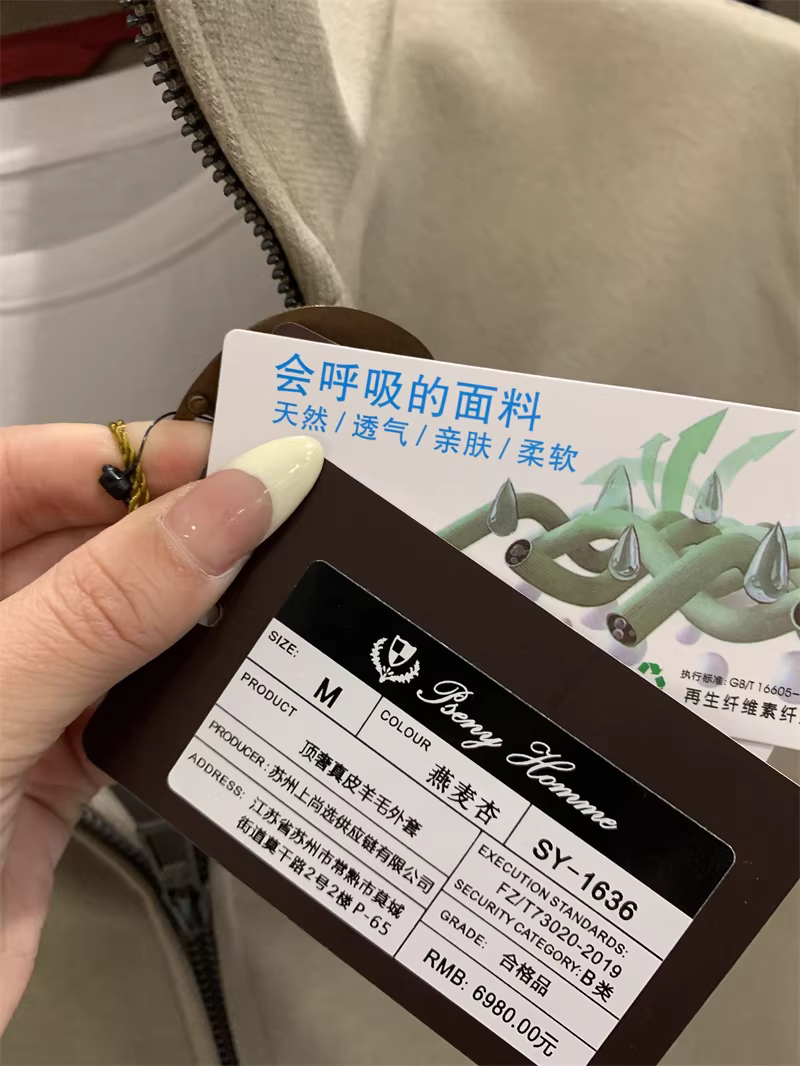 会呼吸的面料
天然/透气/亲肤/柔软
执行标准: GB/T 16605-
再生纤维素纤
Pseny Homme
SIZE: M
COLOUR 燕麦杏
SY-1636
PRODUCT 顶奢真皮羊毛外套
PRODUCER: 苏州上尚选供应链有限公司
ADDRESS: 江苏省苏州市常熟市莫城
街道莫干路2号2楼P-65
EXECUTION STANDARDS:
FZ/T73020-2019
SECURITY CATEGORY: B类
GRADE: 合格品
RMB: 6980.00元